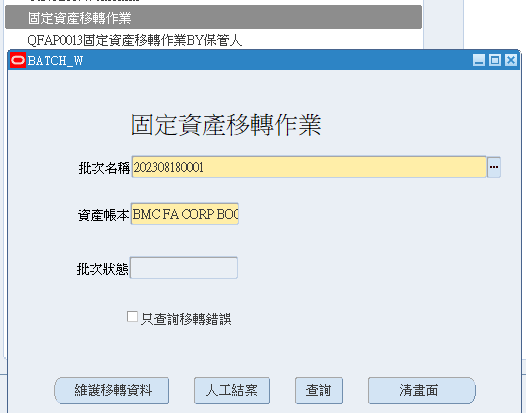 固定資產移轉作業
QFAP0013固定資產移轉作業BY保管人
BATCH_W
固定資產移轉作業
批次名稱 202308180001 ...
資產帳本 BMC FA CORP BOO
批次狀態
只查詢移轉錯誤
維護移轉資料 人工結案 查詢 清畫面